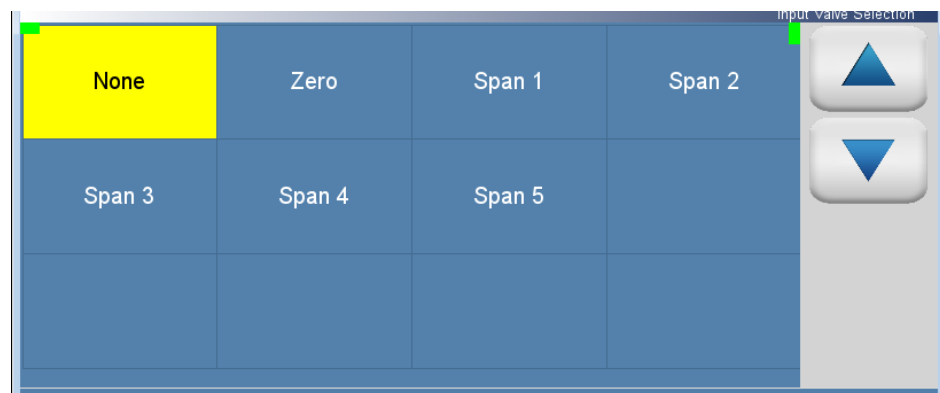 Input Valve Selection
None Zero Span 1 Span 2
Span 3 Span 4 Span 5